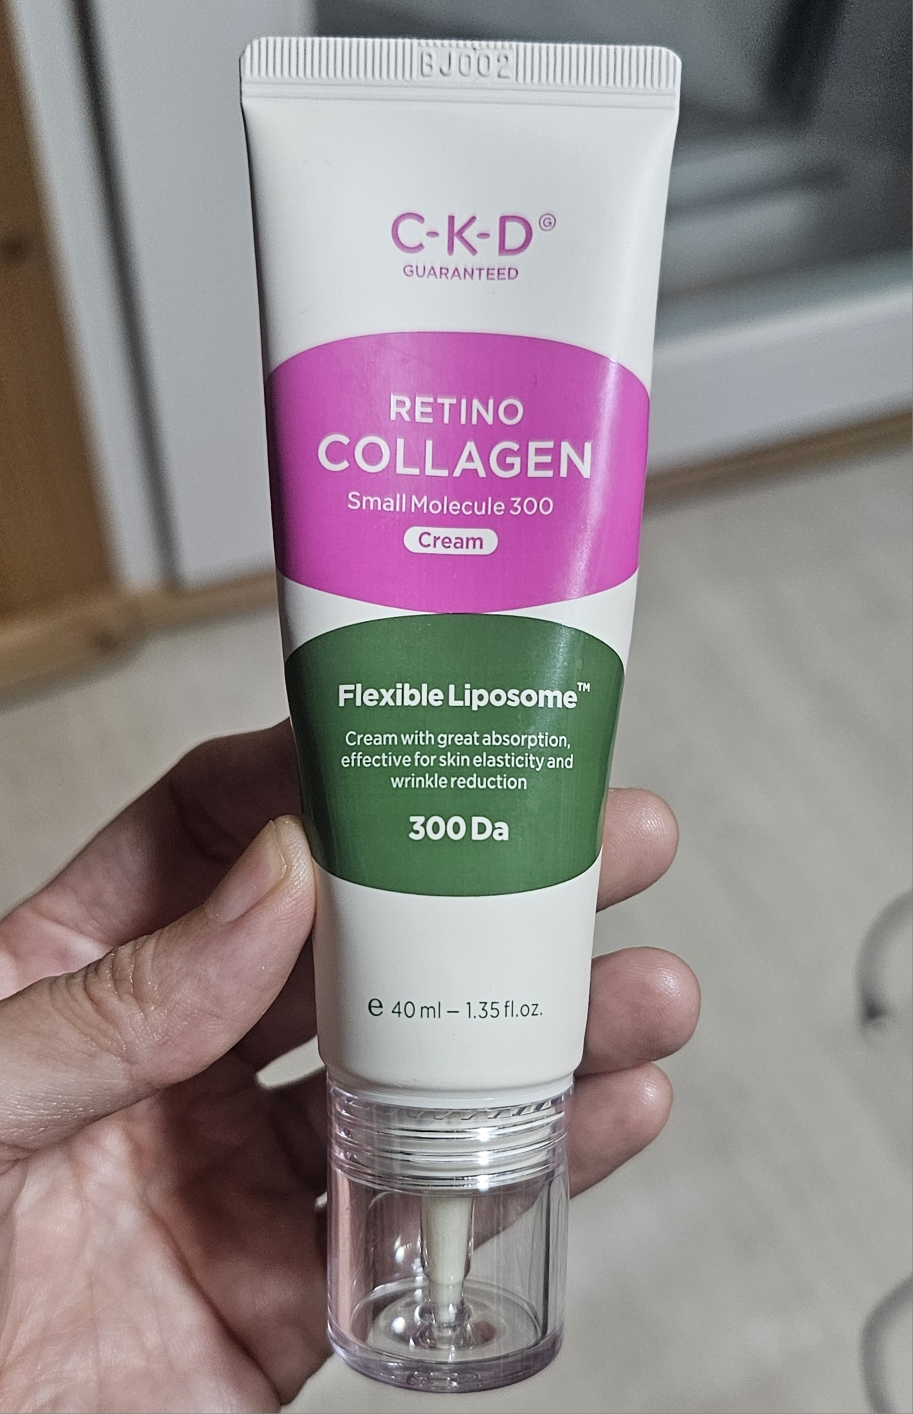 BJ002
C-K-D Ⓖ
GUARANTEED
RETINO
COLLAGEN
Small Molecule 300
Cream
Flexible Liposome™
Cream with great absorption,
effective for skin elasticity and
wrinkle reduction
300 Da
℮ 40 ml – 1.35 fl.oz.